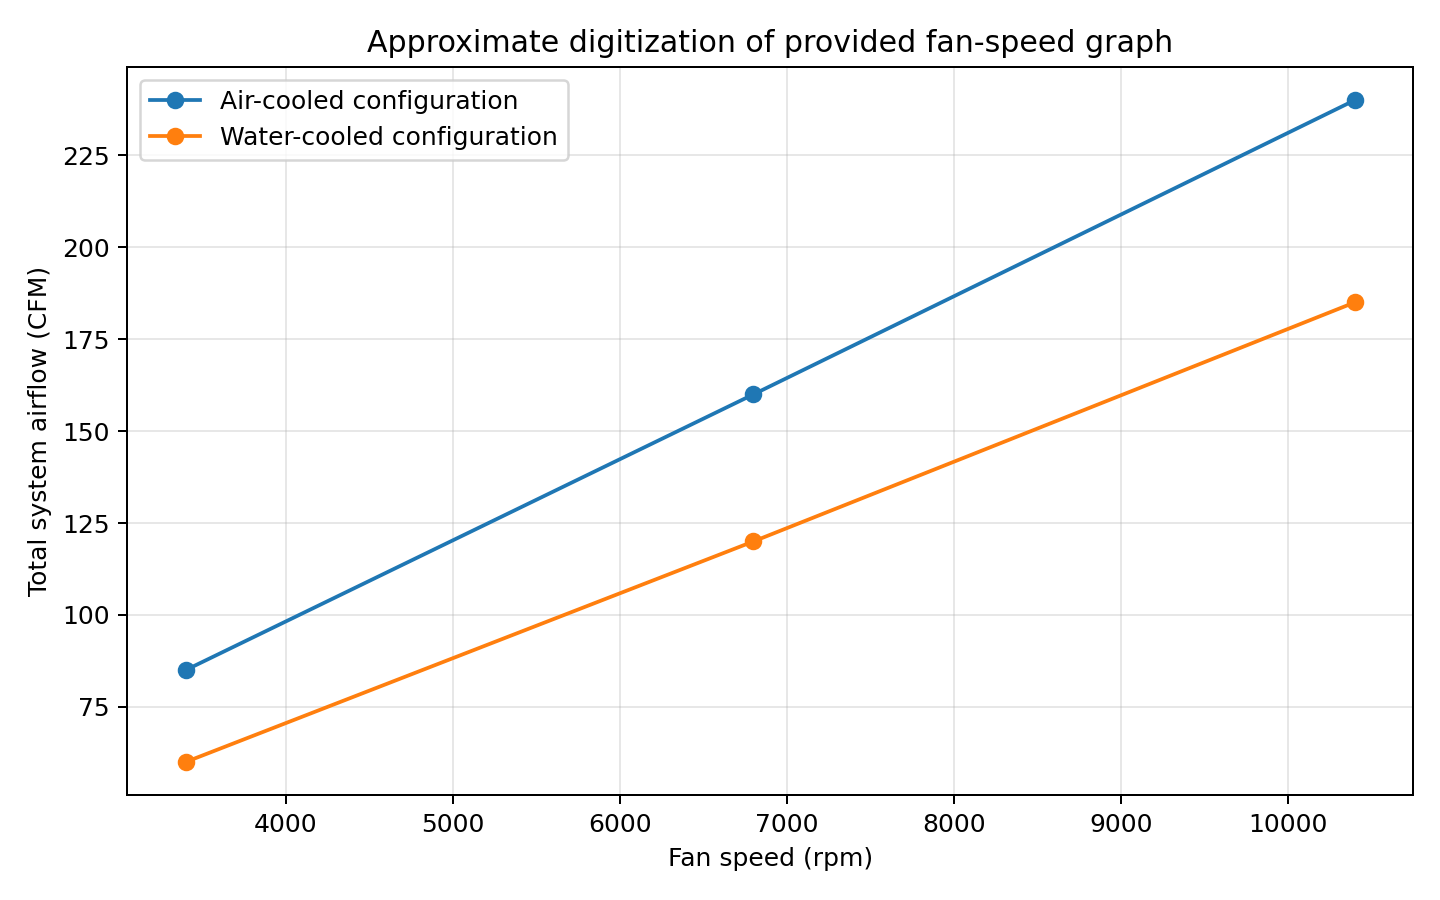 Approximate digitization of provided fan-speed graph
Air-cooled configuration
Water-cooled configuration
Total system airflow (CFM)
225
200
175
150
125
100
75
4000 5000 6000 7000 8000 9000 10000
Fan speed (rpm)